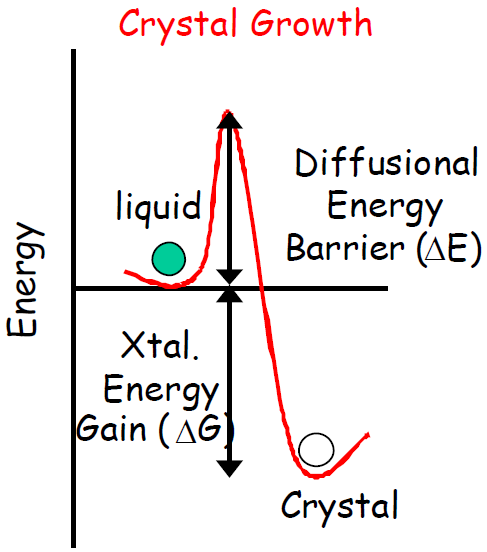 Crystal Growth
Energy
liquid
Diffusional
Energy
Barrier (ΔE)
Xtal.
Energy
Gain ( ΔG)
Crystal